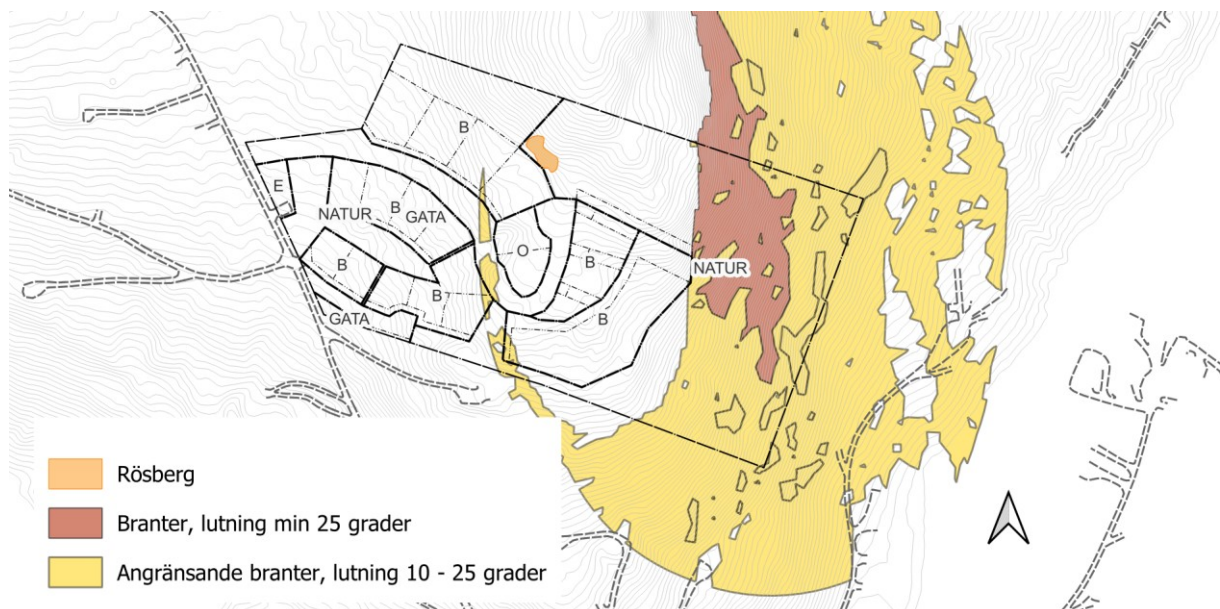 B
E
NATUR
B
GATA
O
B
B
NATUR
B
B
GATA
Rösberg
Branter, lutning min 25 grader
Angränsande branter, lutning 10 - 25 grader